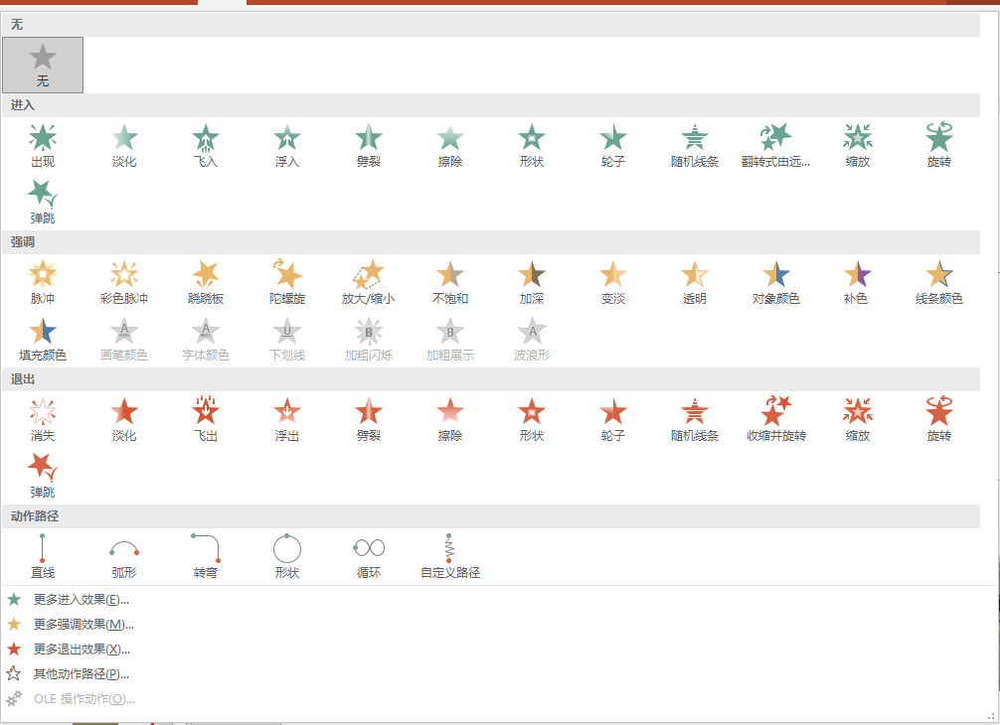 无
无
进入
出现 淡化 飞入 浮入 劈裂 擦除 形状 轮子 随机线条 翻转式由远... 缩放 旋转
弹跳
强调
脉冲 彩色脉冲 跷跷板 陀螺旋 放大/缩小 不饱和 加深 变淡 透明 对象颜色 补色 线条颜色
填充颜色 画笔颜色 字体颜色 下划线 加粗闪烁 加粗展示 波浪形
退出
消失 淡化 飞出 浮出 劈裂 擦除 形状 轮子 随机线条 收缩并旋转 缩放 旋转
弹跳
动作路径
直线 弧形 转弯 形状 循环 自定义路径
更多进入效果(E)...
更多强调效果(M)...
更多退出效果(X)...
其他动作路径(P)...
OLE 操作动作(O)...